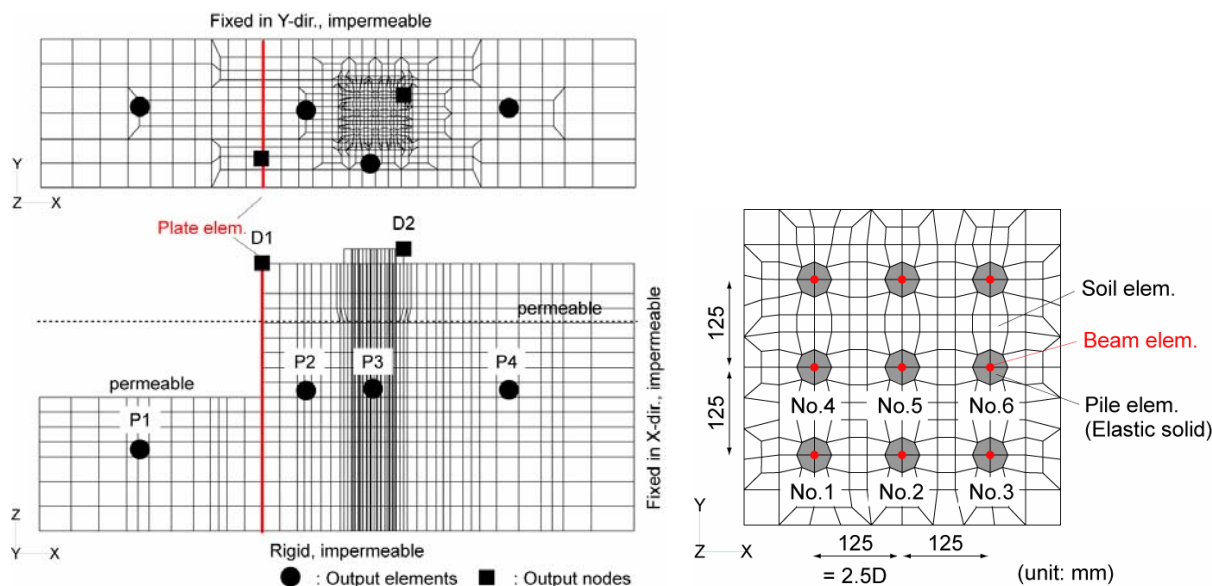 Fixed in Y-dir., impermeable
Y
Z X
Plate elem.
D1
D2
permeable
P2 P3 P4
permeable
P1
Fixed in X-dir., impermeable
Z
Y X
Rigid, impermeable
: Output elements : Output nodes
Soil elem.
125
Beam elem.
No.4 No.5 No.6
Pile elem.
(Elastic solid)
125
No.1 No.2 No.3
Y
Z X
125 125
= 2.5D (unit: mm)